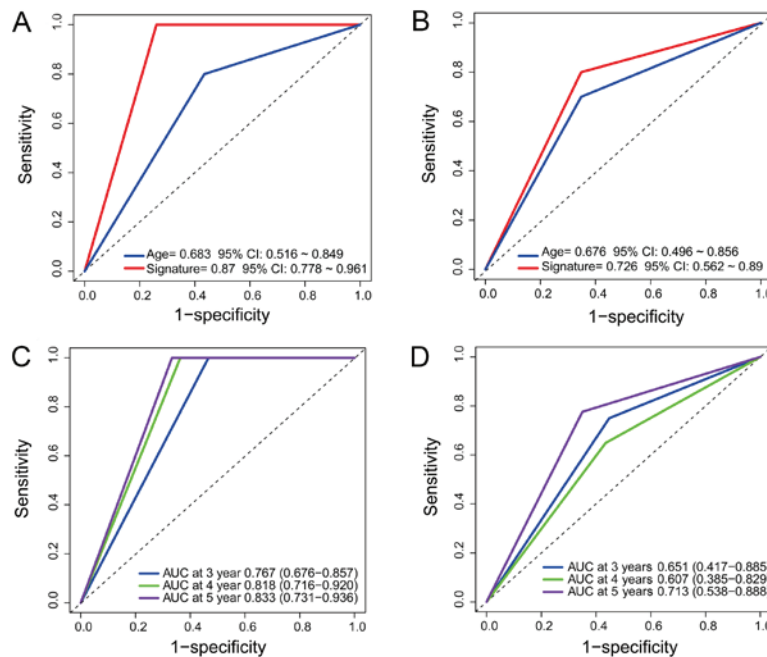 A
Sensitivity
1.0
0.8
0.6
0.4
0.2
0.0
Age= 0.683 95% CI: 0.516 ~ 0.849
Signature= 0.87 95% CI: 0.778 ~ 0.961
0.0 0.2 0.4 0.6 0.8 1.0
1−specificity
B
Sensitivity
1.0
0.8
0.6
0.4
0.2
0.0
Age= 0.676 95% CI: 0.496 ~ 0.856
Signature= 0.726 95% CI: 0.562 ~ 0.89
0.0 0.2 0.4 0.6 0.8 1.0
1−specificity
C
Sensitivity
1.0
0.8
0.6
0.4
0.2
0.0
AUC at 3 year 0.767 (0.676−0.857)
AUC at 4 year 0.818 (0.716−0.920)
AUC at 5 year 0.833 (0.731−0.936)
0.0 0.2 0.4 0.6 0.8 1.0
1−specificity
D
Sensitivity
1.0
0.8
0.6
0.4
0.2
0.0
AUC at 3 years 0.651 (0.417−0.885
AUC at 4 years 0.607 (0.385−0.829
AUC at 5 years 0.713 (0.538−0.888
0.0 0.2 0.4 0.6 0.8 1.0
1−specificity